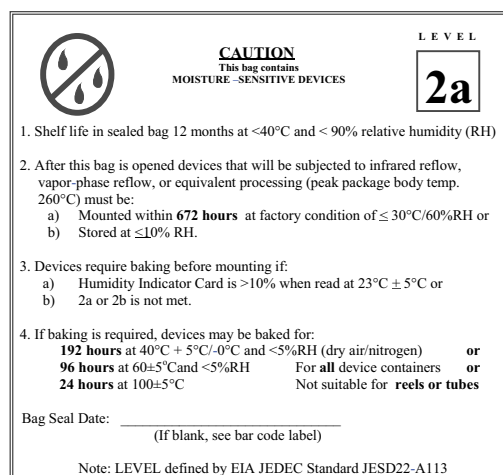 L E V E L
CAUTION
This bag contains
MOISTURE –SENSITIVE DEVICES
2a
1. Shelf life in sealed bag 12 months at <40°C and < 90% relative humidity (RH)
2. After this bag is opened devices that will be subjected to infrared reflow,
vapor-phase reflow, or equivalent processing (peak package body temp.
260°C) must be:
a) Mounted within 672 hours at factory condition of ≤ 30°C/60%RH or
b) Stored at ≤10% RH.
3. Devices require baking before mounting if:
a) Humidity Indicator Card is >10% when read at 23°C ± 5°C or
b) 2a or 2b is not met.
4. If baking is required, devices may be baked for:
192 hours at 40°C + 5°C/-0°C and <5%RH (dry air/nitrogen) or
96 hours at 60±5°Cand <5%RH For all device containers or
24 hours at 100±5°C Not suitable for reels or tubes
Bag Seal Date: ______________________________
(If blank, see bar code label)
Note: LEVEL defined by EIA JEDEC Standard JESD22-A113